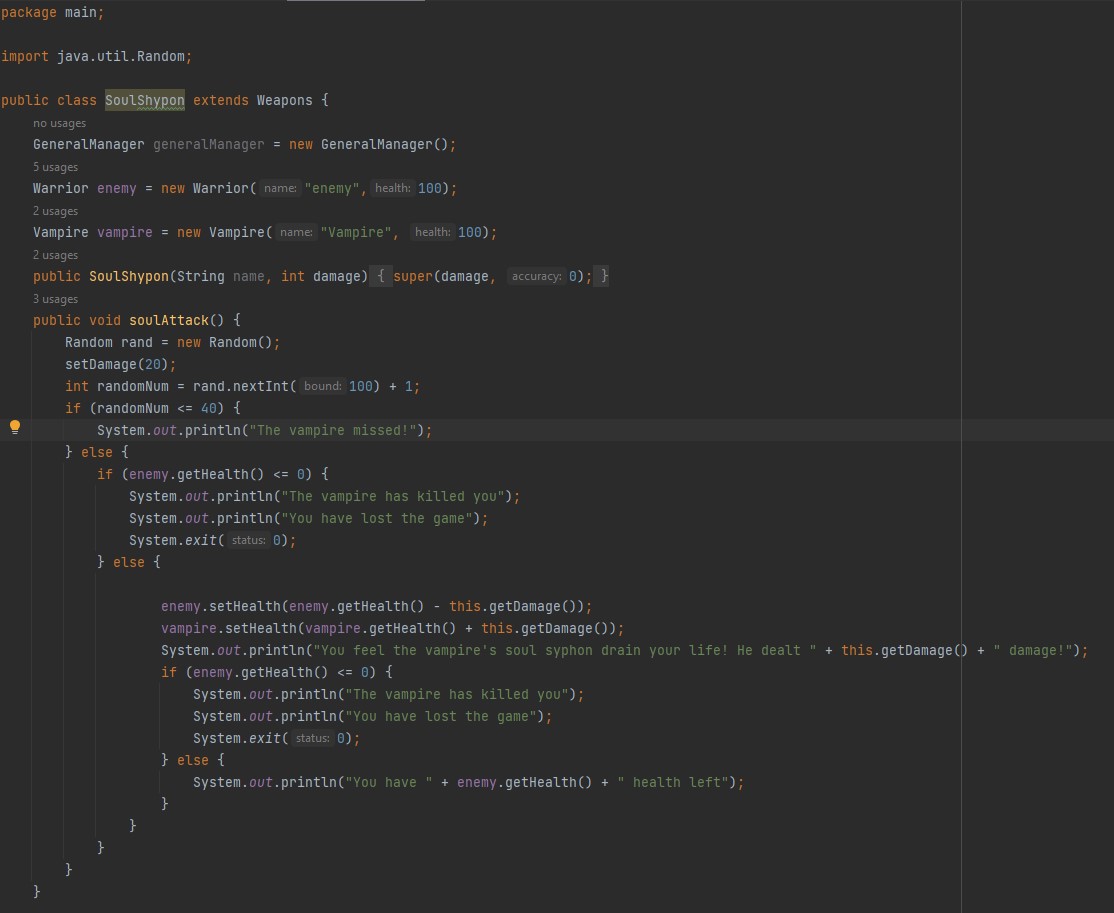 package main;
import java.util.Random;
public class SoulShypon extends Weapons {
no usages
GeneralManager generalManager = new GeneralManager();
5 usages
Warrior enemy = new Warrior( name: "enemy", health: 100);
2 usages
Vampire vampire = new Vampire( name: "Vampire", health: 100);
2 usages
public SoulShypon(String name, int damage) { super(damage, accuracy: 0); }
3 usages
public void soulAttack() {
Random rand = new Random();
setDamage(20);
int randomNum = rand.nextInt( bound: 100) + 1;
if (randomNum <= 40) {
System.out.println("The vampire missed!");
} else {
if (enemy.getHealth() <= 0) {
System.out.println("The vampire has killed you");
System.out.println("You have lost the game");
System.exit( status: 0);
} else {
enemy.setHealth(enemy.getHealth() - this.getDamage());
vampire.setHealth(vampire.getHealth() + this.getDamage());
System.out.println("You feel the vampire's soul syphon drain your life! He dealt " + this.getDamage() + " damage!");
if (enemy.getHealth() <= 0) {
System.out.println("The vampire has killed you");
System.out.println("You have lost the game");
System.exit( status: 0);
} else {
System.out.println("You have " + enemy.getHealth() + " health left");
}
}
}
}
}